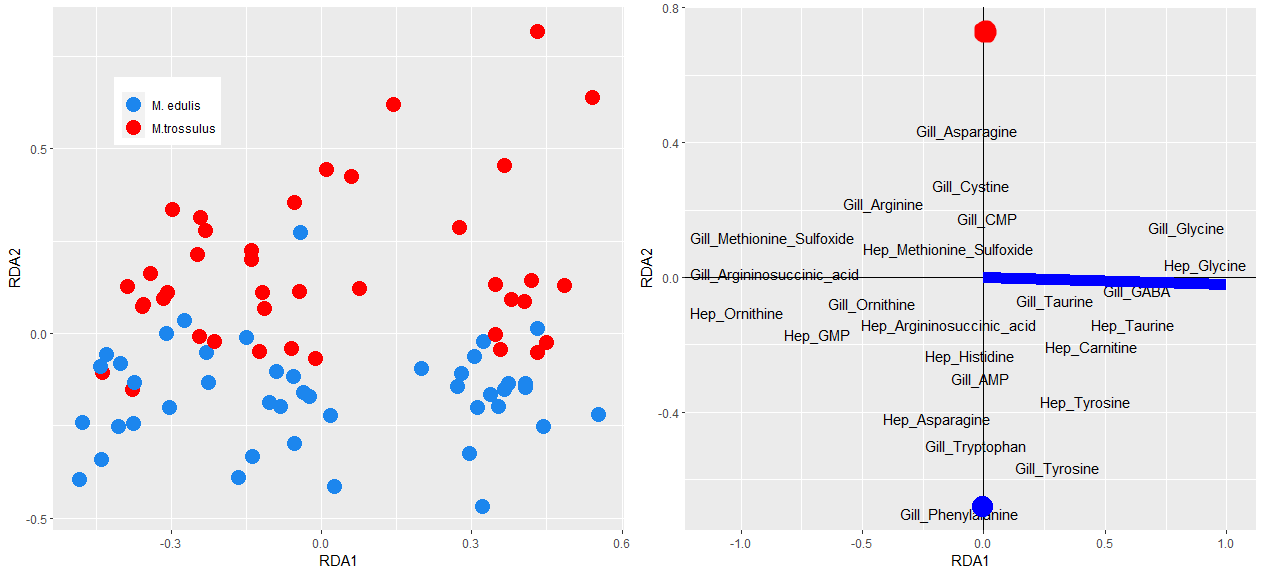 M. edulis
M.trossulus
0.5
0.0
-0.5
RDA2
-0.3
0.0
0.3
0.6
RDA1
0.8
0.4
0.0
-0.4
RDA2
Gill_Asparagine
Gill_Cystine
Gill_Arginine
Gill_CMP
Gill_Glycine
Gill_Methionine_Sulfoxide
Hep_Methionine_Sulfoxide
Hep_Glycine
Gill_Argininosuccinic_acid
Gill_GABA
Gill_Ornithine
Gill_Taurine
Hep_Ornithine
Hep_Argininosuccinic_acid
Hep_Taurine
Hep_GMP
Hep_Carnitine
Hep_Histidine
Gill_AMP
Hep_Tyrosine
Hep_Asparagine
Gill_Tryptophan
Gill_Tyrosine
Gill_Phenylalanine
-1.0
-0.5
0.0
0.5
1.0
RDA1